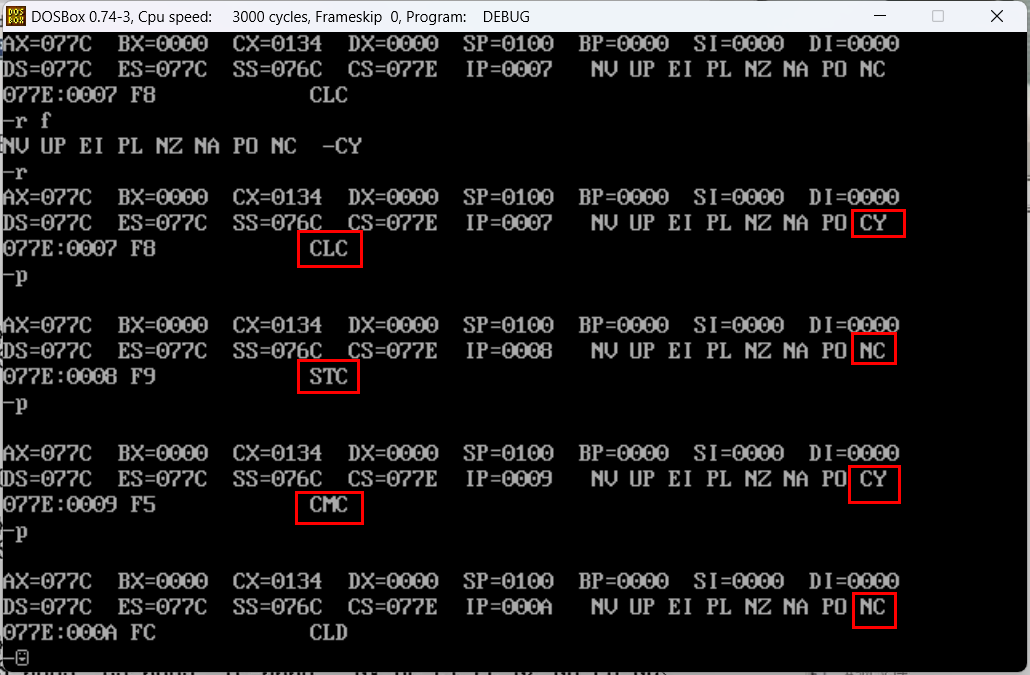 DOS
BOX
DOSBox 0.74-3, Cpu speed: 3000 cycles, Frameskip 0, Program: DEBUG
AX=077C BX=0000 CX=0134 DX=0000 SP=0100 BP=0000 SI=0000 DI=0000
DS=077C ES=077C SS=076C CS=077E IP=0007 NV UP EI PL NZ NA PO NC
077E:0007 F8 CLC
-r f
NV UP EI PL NZ NA PO NC -CY
-r
AX=077C BX=0000 CX=0134 DX=0000 SP=0100 BP=0000 SI=0000 DI=0000
DS=077C ES=077C SS=076C CS=077E IP=0007 NV UP EI PL NZ NA PO CY
077E:0007 F8 CLC
-p
AX=077C BX=0000 CX=0134 DX=0000 SP=0100 BP=0000 SI=0000 DI=0000
DS=077C ES=077C SS=076C CS=077E IP=0008 NV UP EI PL NZ NA PO NC
077E:0008 F9 STC
-p
AX=077C BX=0000 CX=0134 DX=0000 SP=0100 BP=0000 SI=0000 DI=0000
DS=077C ES=077C SS=076C CS=077E IP=0009 NV UP EI PL NZ NA PO CY
077E:0009 F5 CMC
-p
AX=077C BX=0000 CX=0134 DX=0000 SP=0100 BP=0000 SI=0000 DI=0000
DS=077C ES=077C SS=076C CS=077E IP=000A NV UP EI PL NZ NA PO NC
077E:000A FC CLD
-